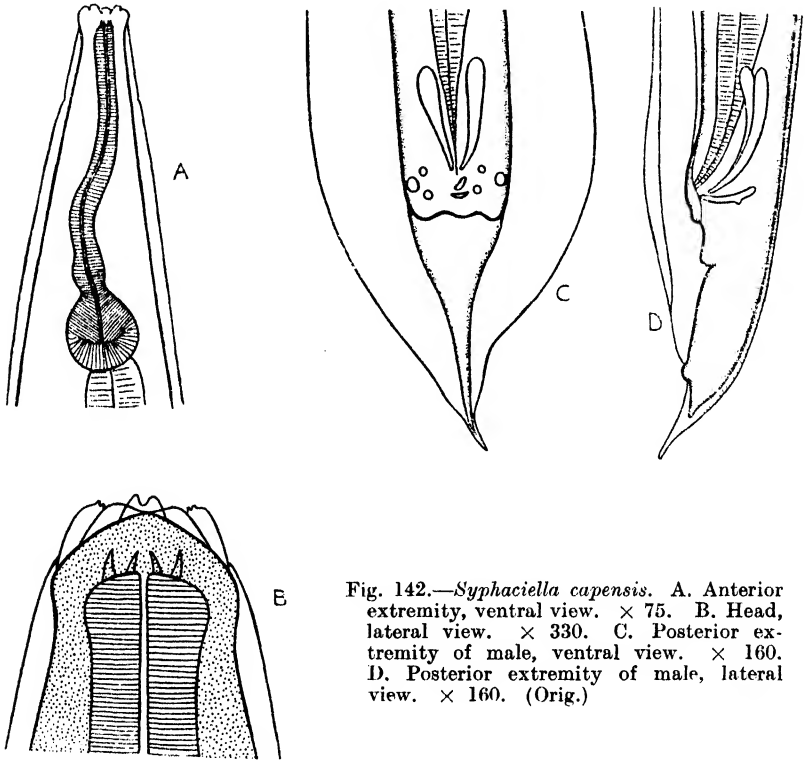 A
C
D
B
Fig. 142.—Syphaciella capensis. A. Anterior
extremity, ventral view. × 75. B. Head,
lateral view. × 330. C. Posterior ex-
tremity of male, ventral view. × 160.
D. Posterior extremity of male, lateral
view. × 160. (Orig.)